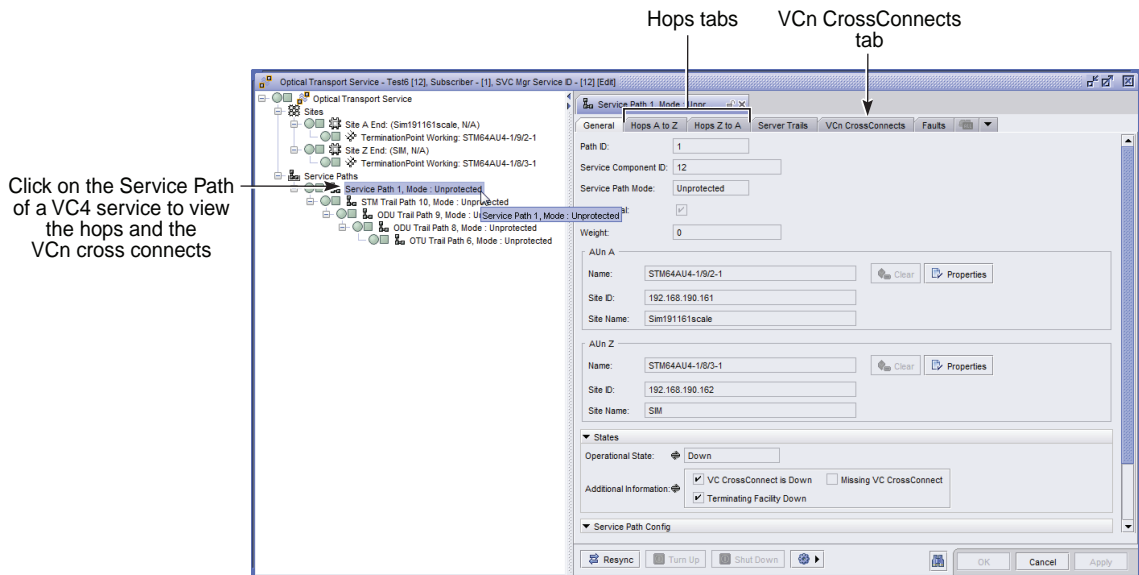 Hops tabs
VCn CrossConnects
tab
Optical Transport Service - Test6 [12], Subscriber - [1], SVC Mgr Service ID - [12] [Edit]
Optical Transport Service
Sites
Site A End: (Sim191161scale, N/A)
TerminationPoint Working: STM64AU4-1/9/2-1
Site Z End: (SIM, N/A)
TerminationPoint Working: STM64AU4-1/8/3-1
Service Paths
Service Path 1, Mode : Unprotected
STM Trail Path 10, Mode : Unprotected
ODU Trail Path 9, Mode :
Service Path 1, Mode : Unprotected
ODU Trail Path 8, Mode : Unprotected
OTU Trail Path 6, Mode : Unprotected
Click on the Service Path
of a VC4 service to view
the hops and the
VCn cross connects
Service Path 1, Mode : Unpr...
General Hops A to Z Hops Z to A Server Trails VCn CrossConnects Faults
Path ID: 1
Service Component ID: 12
Service Path Mode: Unprotected
Weight: 0
AUn A
Name: STM64AU4-1/9/2-1 Clear Properties
Site ID: 192.168.190.161
Site Name: Sim191161scale
AUn Z
Name: STM64AU4-1/8/3-1 Clear Properties
Site ID: 192.168.190.162
Site Name: SIM
States
Operational State: Down
Additional Information: VC CrossConnect is Down Missing VC CrossConnect
Terminating Facility Down
Service Path Config
Resync Turn Up Shut Down OK Cancel Apply